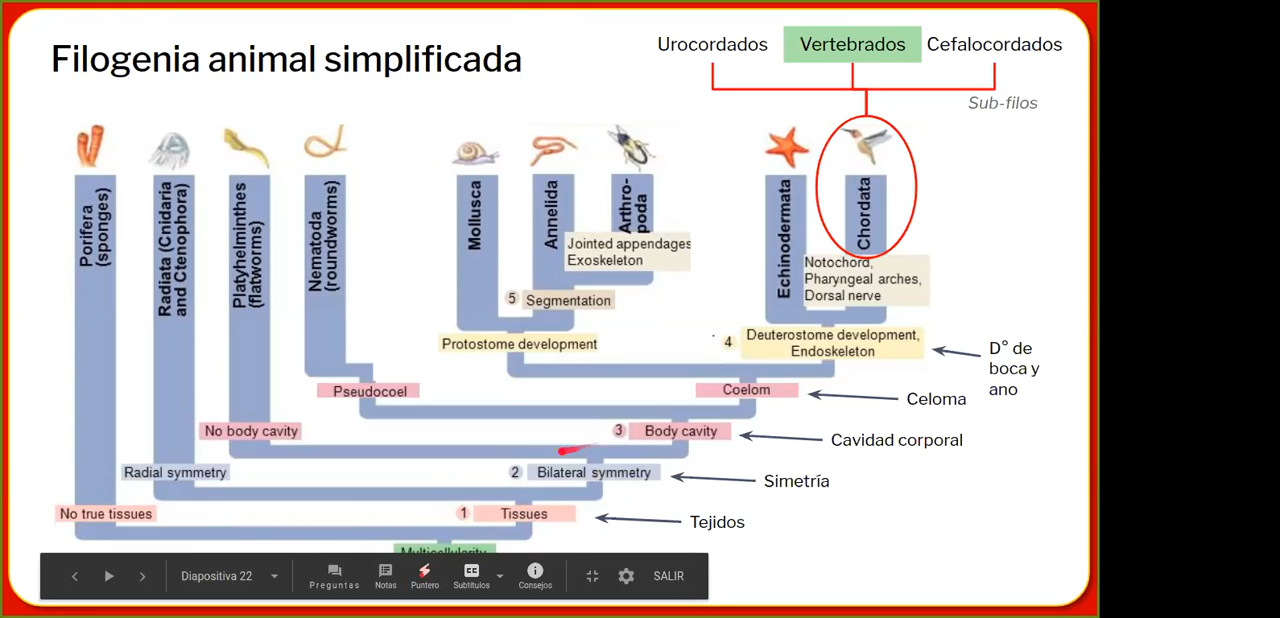 Filogenia animal simplificada
Urocordados
Vertebrados
Cefalocordados
Sub-filos
Porifera
(sponges)
Radiata (Cnidaria
and Ctenophora)
Platyhelminthes
(flatworms)
Nematoda
(roundworms)
Mollusca
Annelida
Arthro-
poda
Echinodermata
Chordata
Jointed appendages
Exoskeleton
Notochord,
Pharyngeal arches,
Dorsal nerve
5 Segmentation
Protostome development
4 Deuterostome development,
Endoskeleton
D° de
boca y
ano
Pseudocoel
Coelom
Celoma
No body cavity
3 Body cavity
Cavidad corporal
Radial symmetry
2 Bilateral symmetry
Simetría
No true tissues
1 Tissues
Tejidos
Multicellularity
Diapositiva 22
Preguntas
Notas
Puntero
CC
Subtítulos
Consejos
SALIR